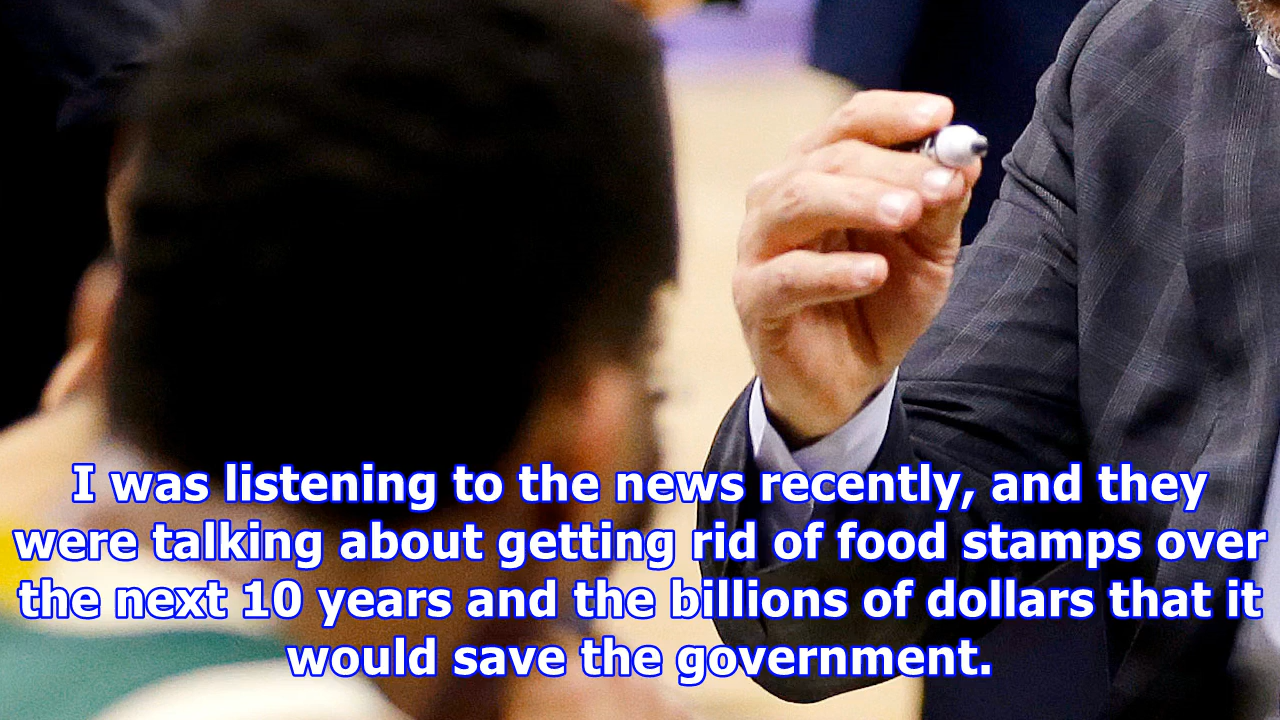 I was listening to the news recently, and they
were talking about getting rid of food stamps over
the next 10 years and the billions of dollars that it
would save the government.